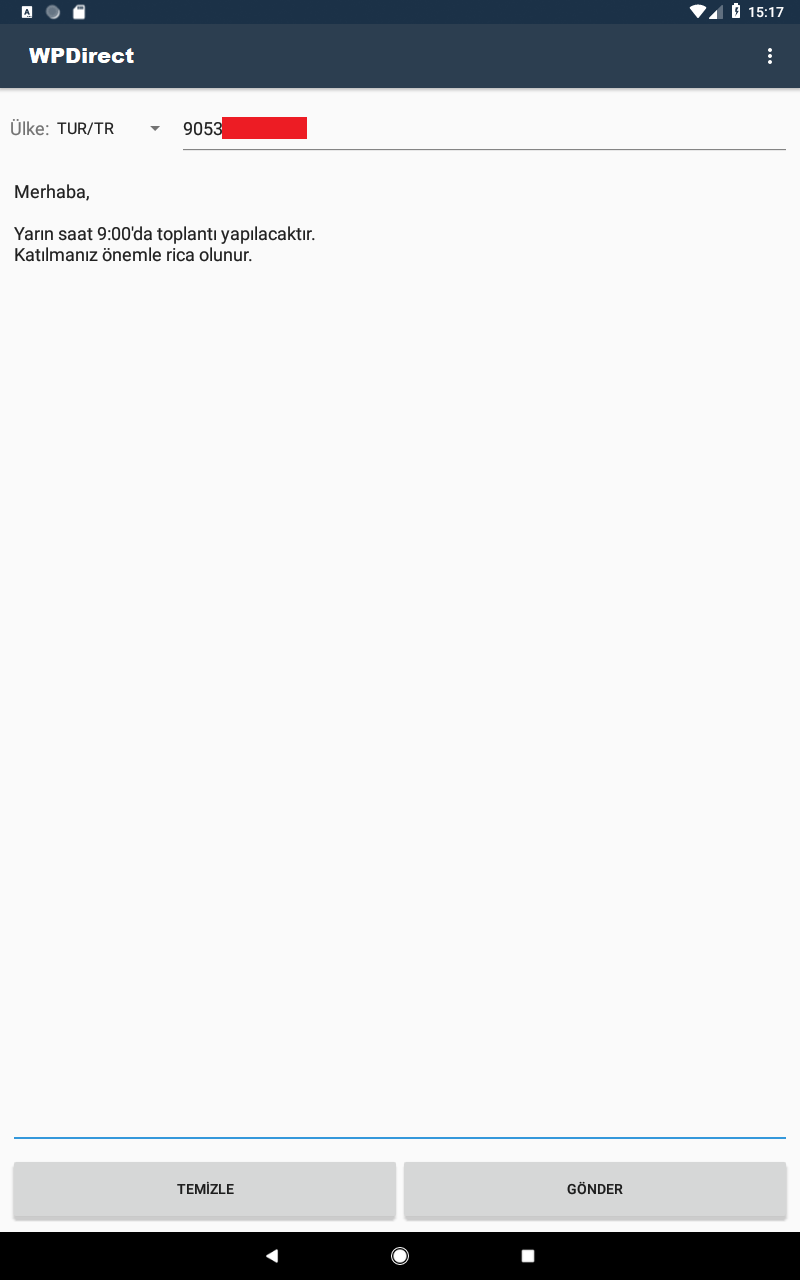 15:17
WPDirect
Ülke: TUR/TR 9053
Merhaba,
Yarın saat 9:00'da toplantı yapılacaktır.
Katılmanız önemle rica olunur.
TEMİZLE GÖNDER